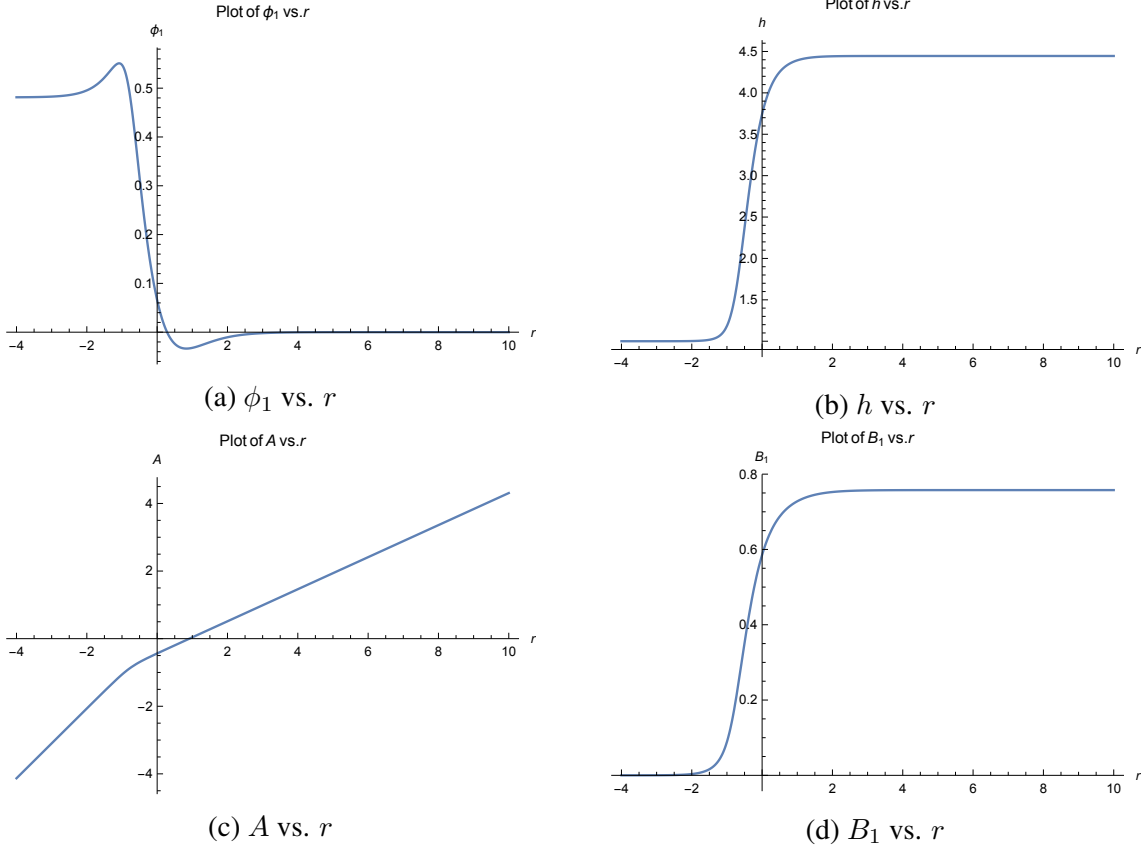 Plot of ϕ₁ vs.r
ϕ₁
0.5
0.4
0.3
0.2
0.1
-4 -2 2 4 6 8 10 r
(a) ϕ₁ vs. r
Plot of h vs.r
h
4.5
4.0
3.5
3.0
2.5
2.0
1.5
-4 -2 0 2 4 6 8 10 r
(b) h vs. r
Plot of A vs.r
A
4
2
-4 -2 2 4 6 8 10 r
-2
-4
(c) A vs. r
Plot of B₁ vs.r
B₁
0.8
0.6
0.4
0.2
-4 -2 0 2 4 6 8 10 r
(d) B₁ vs. r